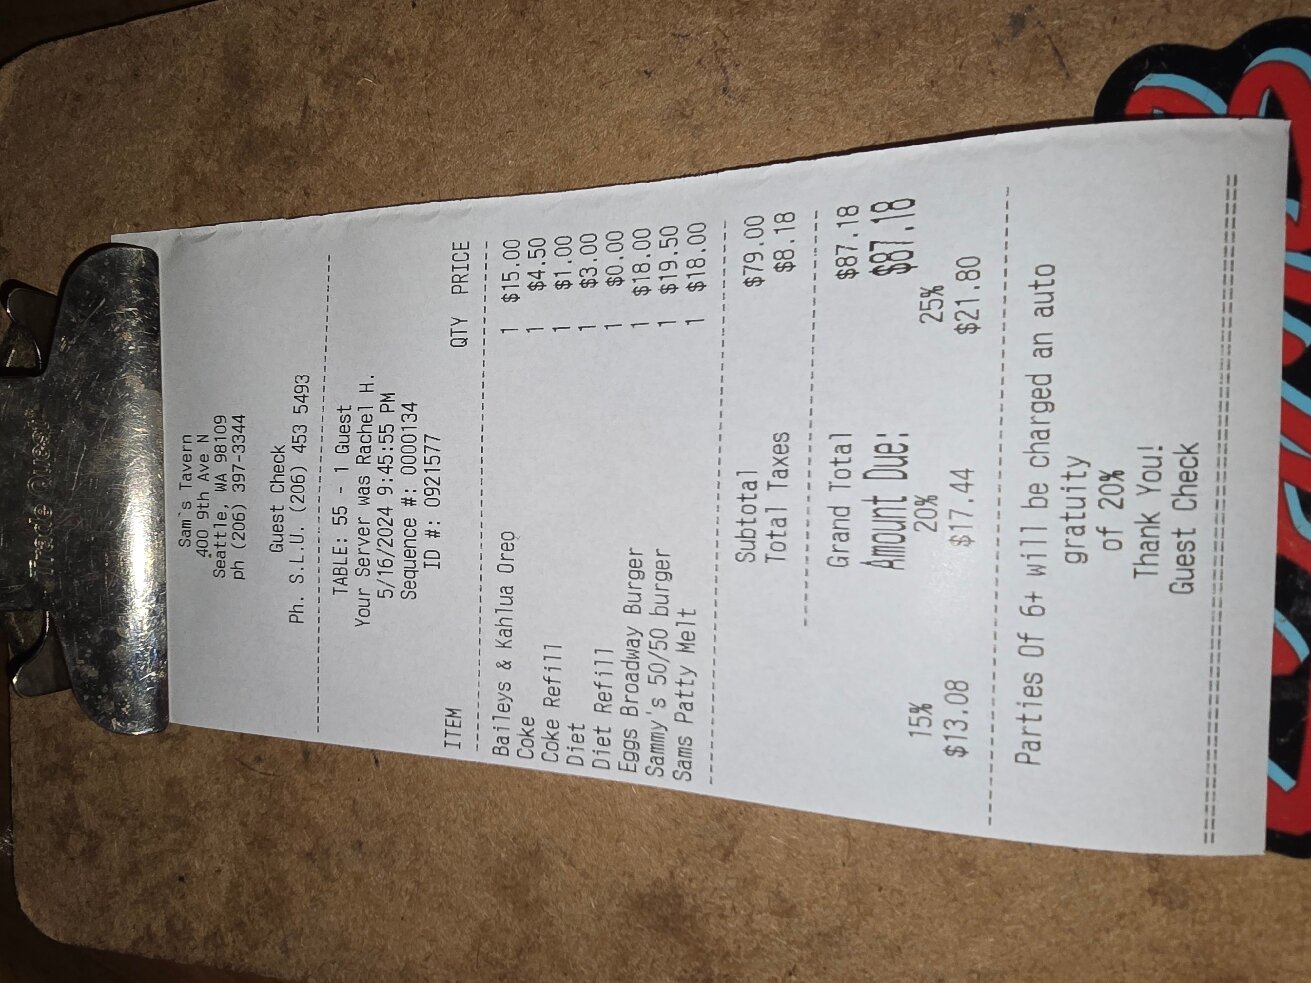 Trade Quest
Sam's Tavern
400 9th Ave N
Seattle, WA 98109
ph (206) 397-3344
Guest Check
Ph. S.L.U. (206) 453 5493
TABLE: 55 - 1 Guest
Your Server was Rachel H.
5/16/2024 9:45:55 PM
Sequence #: 0000134
ID #: 0921577
ITEM QTY PRICE
Baileys & Kahlua Oreo 1 $15.00
Coke 1 $4.50
Coke Refill 1 $1.00
Diet 1 $3.00
Diet Refill 1 $0.00
Eggs Broadway Burger 1 $18.00
Sammy's 50/50 burger 1 $19.50
Sams Patty Melt 1 $18.00
Subtotal $79.00
Total Taxes $8.18
Grand Total $87.18
Amount Due: $87.18
15% 20% 25%
$13.08 $17.44 $21.80
Parties Of 6+ will be charged an auto
gratuity
of 20%
Thank You!
Guest Check